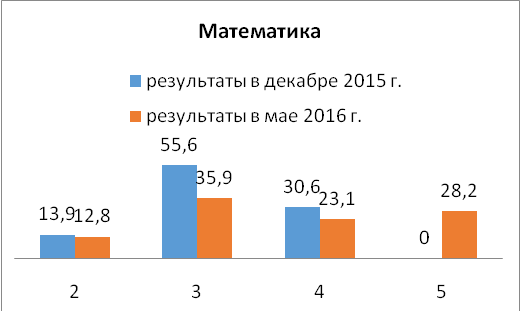 Математика
результаты в декабре 2015 г.
результаты в мае 2016 г.
13,9 12,8 55,6 35,9 30,6 23,1 0 28,2
2 3 4 5